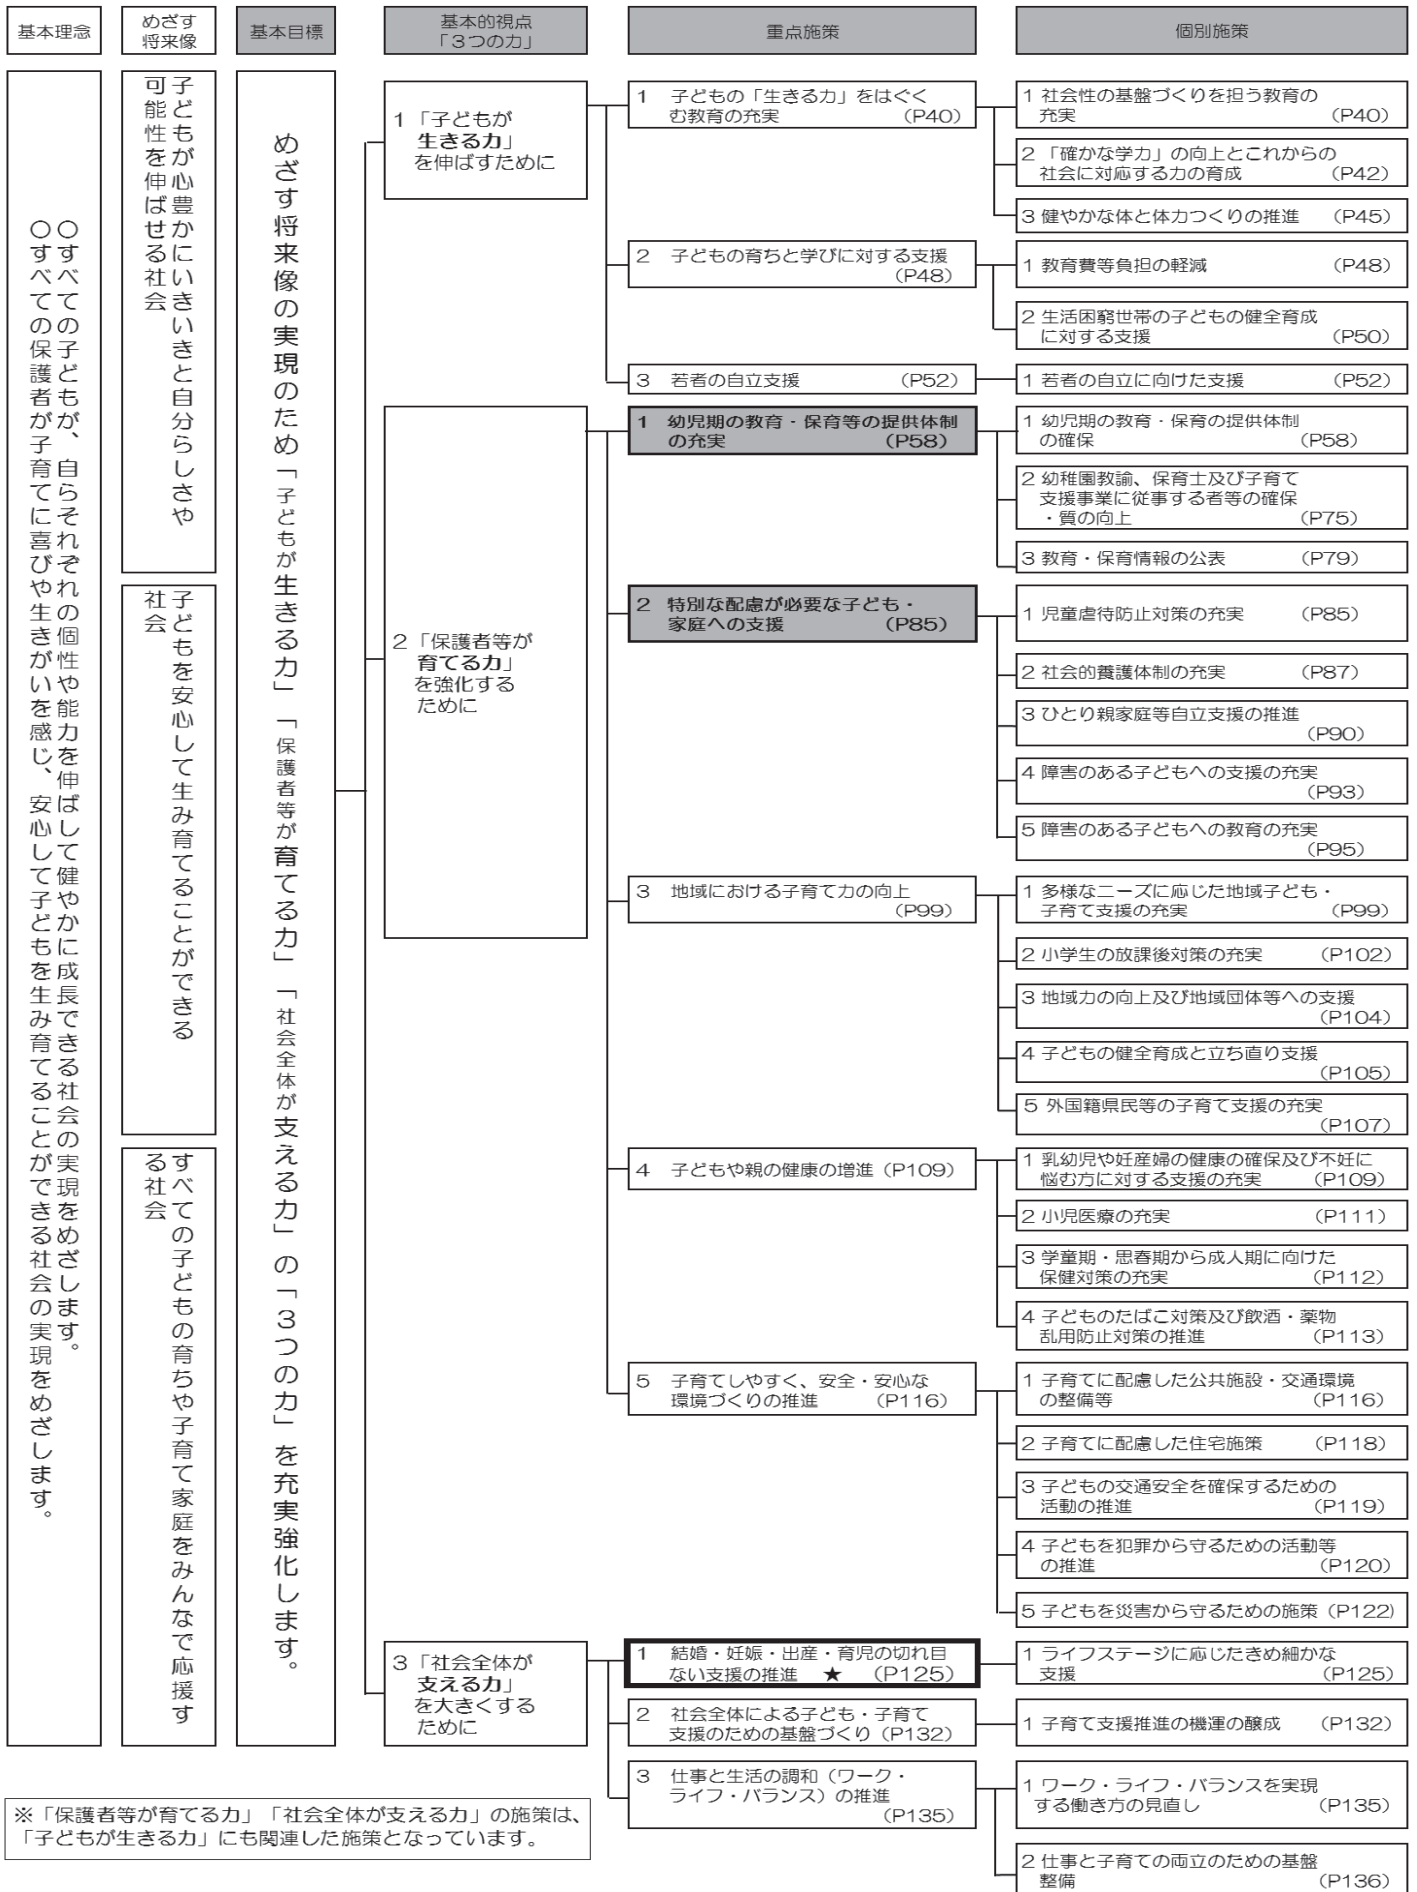 基本理念
めざす
将来像
基本目標
基本的視点
「3つの力」
重点施策
個別施策
○すべての子どもが、自らそれぞれの個性や能力を伸ばして健やかに成長できる社会の実現をめざします。
○すべての保護者が子育てに喜びや生きがいを感じ、安心して子どもを生み育てることができる社会の実現をめざします。
子どもが心豊かにいきいきと自分らしさや
可能性を伸ばせる社会
子どもを安心して生み育てることができる
社会
すべての子どもの育ちや子育て家庭をみんなで応援す
る社会
めざす将来像の実現のため「子どもが生きる力」「保護者等が育てる力」「社会全体が支える力」の「3つの力」を充実強化します。
1「子どもが
生きる力」
を伸ばすために
1 子どもの「生きる力」をはぐく
む教育の充実 (P40)
1 社会性の基盤づくりを担う教育の
充実 (P40)
2 「確かな学力」の向上とこれからの
社会に対応する力の育成 (P42)
3 健やかな体と体力つくりの推進 (P45)
2 子どもの育ちと学びに対する支援
(P48)
1 教育費等負担の軽減 (P48)
2 生活困窮世帯の子どもの健全育成
に対する支援 (P50)
3 若者の自立支援 (P52)
1 若者の自立に向けた支援 (P52)
2「保護者等が
育てる力」
を強化する
ために
1 幼児期の教育・保育等の提供体制
の充実 (P58)
1 幼児期の教育・保育の提供体制
の確保 (P58)
2 幼稚園教諭、保育士及び子育て
支援事業に従事する者等の確保
・質の向上 (P75)
3 教育・保育情報の公表 (P79)
2 特別な配慮が必要な子ども・
家庭への支援 (P85)
1 児童虐待防止対策の充実 (P85)
2 社会的養護体制の充実 (P87)
3 ひとり親家庭等自立支援の推進
(P90)
4 障害のある子どもへの支援の充実
(P93)
5 障害のある子どもへの教育の充実
(P95)
3 地域における子育て力の向上
(P99)
1 多様なニーズに応じた地域子ども・
子育て支援の充実 (P99)
2 小学生の放課後対策の充実 (P102)
3 地域力の向上及び地域団体等への支援
(P104)
4 子どもの健全育成と立ち直り支援
(P105)
5 外国籍県民等の子育て支援の充実
(P107)
4 子どもや親の健康の増進 (P109)
1 乳幼児や妊産婦の健康の確保及び不妊に
悩む方に対する支援の充実 (P109)
2 小児医療の充実 (P111)
3 学童期・思春期から成人期に向けた
保健対策の充実 (P112)
4 子どものたばこ対策及び飲酒・薬物
乱用防止対策の推進 (P113)
5 子育てしやすく、安全・安心な
環境づくりの推進 (P116)
1 子育てに配慮した公共施設・交通環境
の整備等 (P116)
2 子育てに配慮した住宅施策 (P118)
3 子どもの交通安全を確保するための
活動の推進 (P119)
4 子どもを犯罪から守るための活動等
の推進 (P120)
5 子どもを災害から守るための施策 (P122)
3「社会全体が
支える力」
を大きくする
ために
1 結婚・妊娠・出産・育児の切れ目
ない支援の推進 ★ (P125)
1 ライフステージに応じたきめ細かな
支援 (P125)
2 社会全体による子ども・子育て
支援のための基盤づくり (P132)
1 子育て支援推進の機運の醸成 (P132)
3 仕事と生活の調和（ワーク・
ライフ・バランス）の推進
(P135)
1 ワーク・ライフ・バランスを実現
する働き方の見直し (P135)
2 仕事と子育ての両立のための基盤
整備 (P136)
※「保護者等が育てる力」「社会全体が支える力」の施策は、
「子どもが生きる力」にも関連した施策となっています。